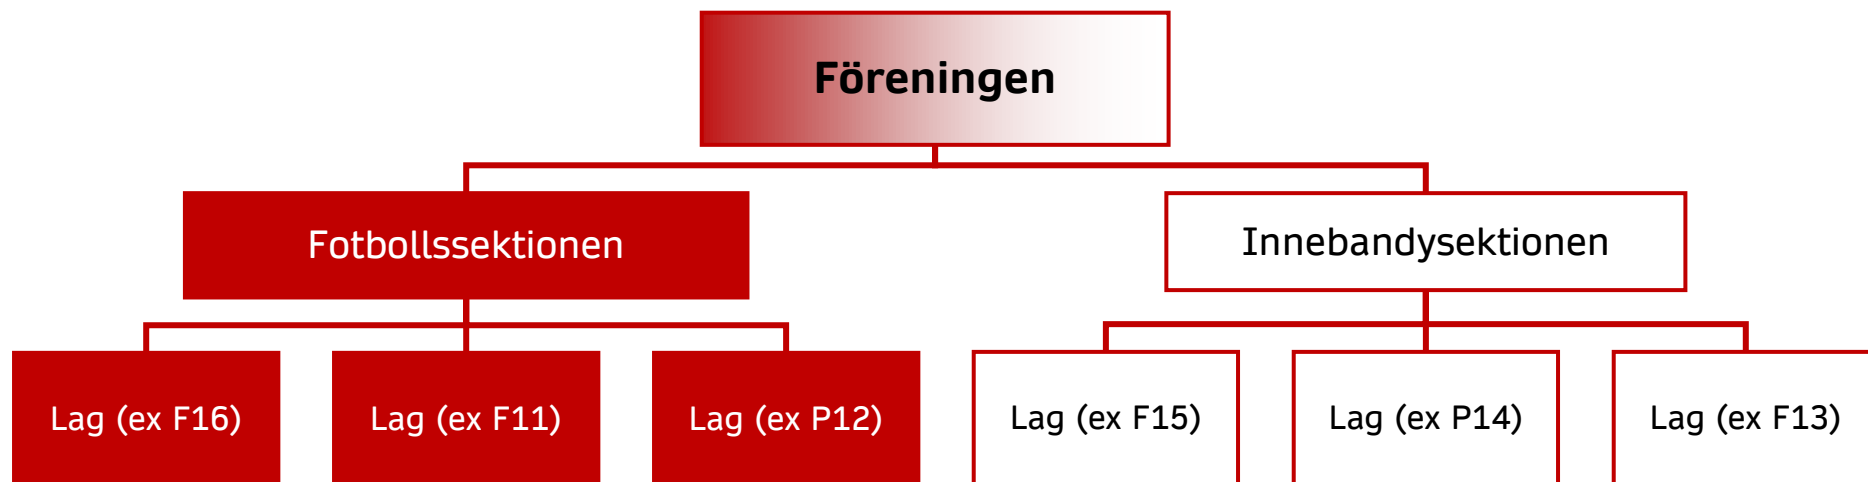 Föreningen
Fotbollssektionen
Innebandysektionen
Lag (ex F16)
Lag (ex F11)
Lag (ex P12)
Lag (ex F15)
Lag (ex P14)
Lag (ex F13)